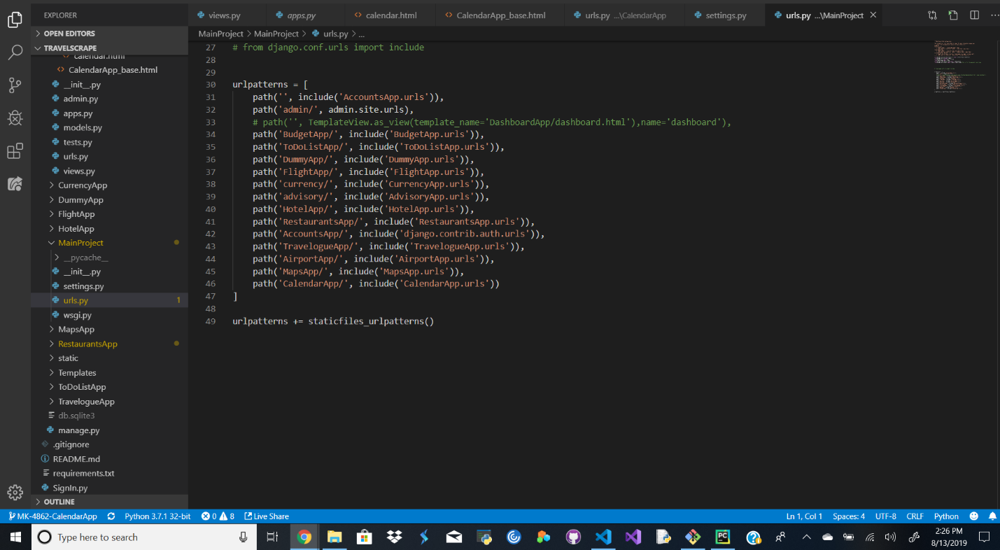 EXPLORER
views.py
apps.py
calendar.html
CalendarApp_base.html
urls.py ...\CalendarApp
settings.py
urls.py ...\MainProject
OPEN EDITORS
TRAVELSCRAPE
calendar.html
CalendarApp_base.html
__init__.py
admin.py
apps.py
models.py
tests.py
urls.py
views.py
CurrencyApp
DummyApp
FlightApp
HotelApp
MainProject
__pycache__
__init__.py
settings.py
urls.py 1
wsgi.py
MapsApp
RestaurantsApp
static
Templates
ToDoListApp
TravelogueApp
db.sqlite3
manage.py
.gitignore
README.md
requirements.txt
SignIn.py
OUTLINE
MainProject > MainProject > urls.py > ...
27 # from django.conf.urls import include
28
29
30 urlpatterns = [
31 path('', include('AccountsApp.urls')),
32 path('admin/', admin.site.urls),
33 # path('', TemplateView.as_view(template_name='DashboardApp/dashboard.html'),name='dashboard'),
34 path('BudgetApp/', include('BudgetApp.urls')),
35 path('ToDoListApp/', include('ToDoListApp.urls')),
36 path('DummyApp/', include('DummyApp.urls')),
37 path('FlightApp/', include('FlightApp.urls')),
38 path('currency/', include('CurrencyApp.urls')),
39 path('advisory/', include('AdvisoryApp.urls')),
40 path('HotelApp/', include('HotelApp.urls')),
41 path('RestaurantsApp/', include('RestaurantsApp.urls')),
42 path('AccountsApp/', include('django.contrib.auth.urls')),
43 path('TravelogueApp/', include('TravelogueApp.urls')),
44 path('AirportApp/', include('AirportApp.urls')),
45 path('MapsApp/', include('MapsApp.urls')),
46 path('CalendarApp/', include('CalendarApp.urls'))
47 ]
48
49 urlpatterns += staticfiles_urlpatterns()
MK-4862-CalendarApp Python 3.7.1 32-bit 0 8 Live Share Ln 1, Col 1 Spaces: 4 UTF-8 CRLF Python
Type here to search
PC
2:26 PM
8/13/2019